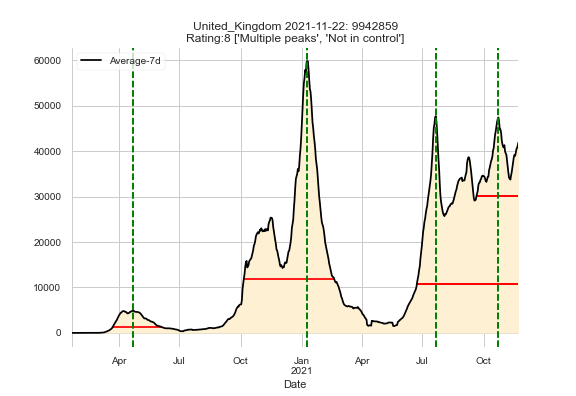 United_Kingdom 2021-11-22: 9942859
Rating:8 ['Multiple peaks', 'Not in control']
Average-7d
60000
50000
40000
30000
20000
10000
0
Apr Jul Oct Jan Apr Jul Oct
2021
Date